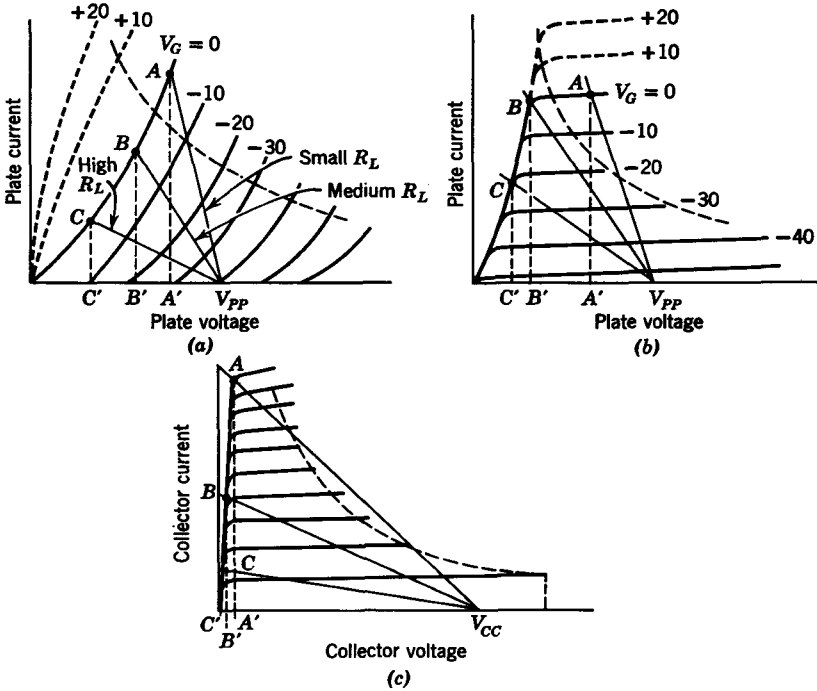 +20
+10
V_G = 0
A
-10
-20
B
-30
High
R_L
Small R_L
Medium R_L
C
C' B' A' V_PP
Plate current
Plate voltage
(a)
+20
+10
A
V_G = 0
B
-10
-20
C
-30
-40
C' B' A' V_PP
Plate current
Plate voltage
(b)
A
B
C
C' B' A' V_CC
Collector current
Collector voltage
(c)